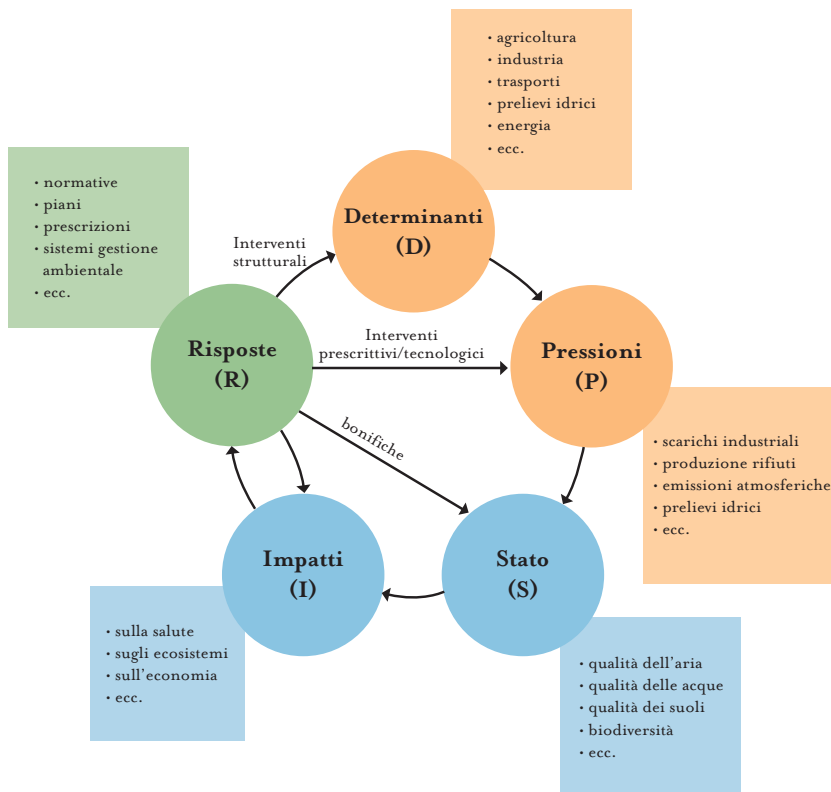 · agricoltura
· industria
· trasporti
· prelievi idrici
· energia
· ecc.
· normative
· piani
· prescrizioni
· sistemi gestione
ambientale
· ecc.
Determinanti
(D)
Interventi
strutturali
Risposte
(R)
Interventi
prescrittivi/tecnologici
Pressioni
(P)
bonifiche
· scarichi industriali
· produzione rifiuti
· emissioni atmosferiche
· prelievi idrici
· ecc.
Impatti
(I)
Stato
(S)
· sulla salute
· sugli ecosistemi
· sull'economia
· ecc.
· qualità dell'aria
· qualità delle acque
· qualità dei suoli
· biodiversità
· ecc.